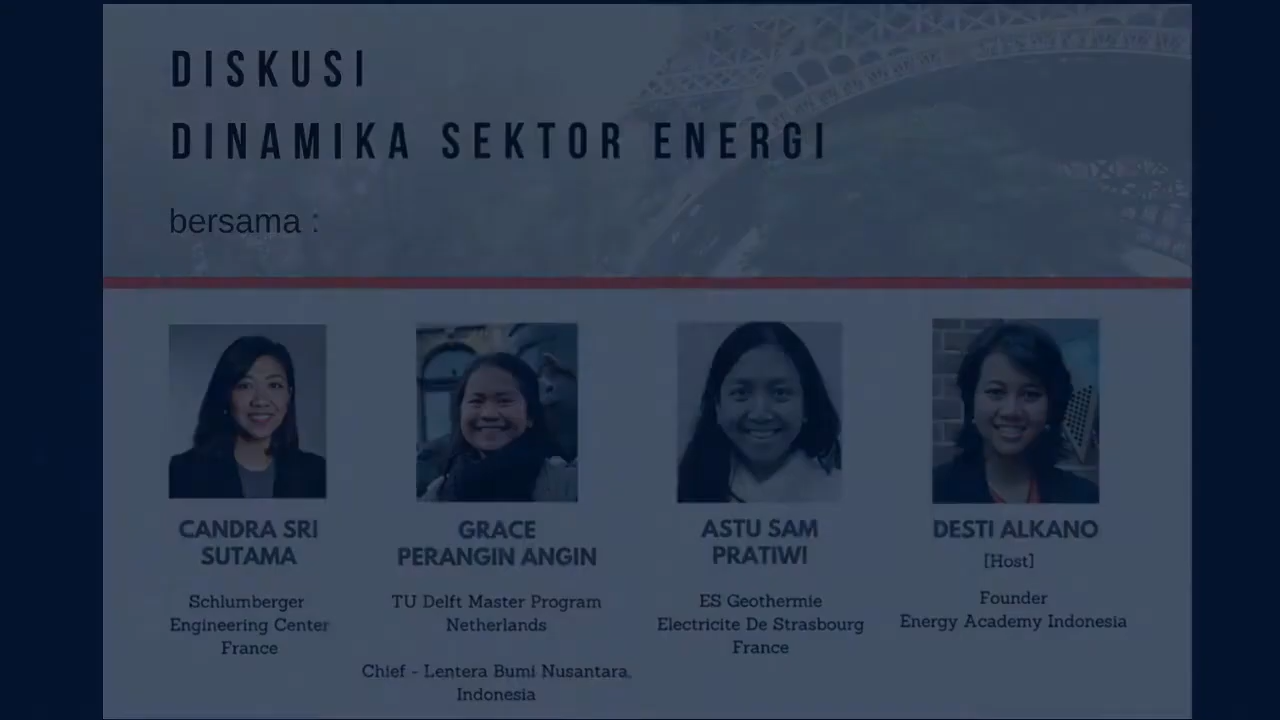 DISKUSI
DINAMIKA SEKTOR ENERGI
bersama :
CANDRA SRI
SUTAMA
Schlumberger
Engineering Center
France
GRACE
PERANGIN ANGIN
TU Delft Master Program
Netherlands
Chief - Lentera Bumi Nusantara,
Indonesia
ASTU SAM
PRATIWI
ES Geothermie
Electricite De Strasbourg
France
DESTI ALKANO
[Host]
Founder
Energy Academy Indonesia